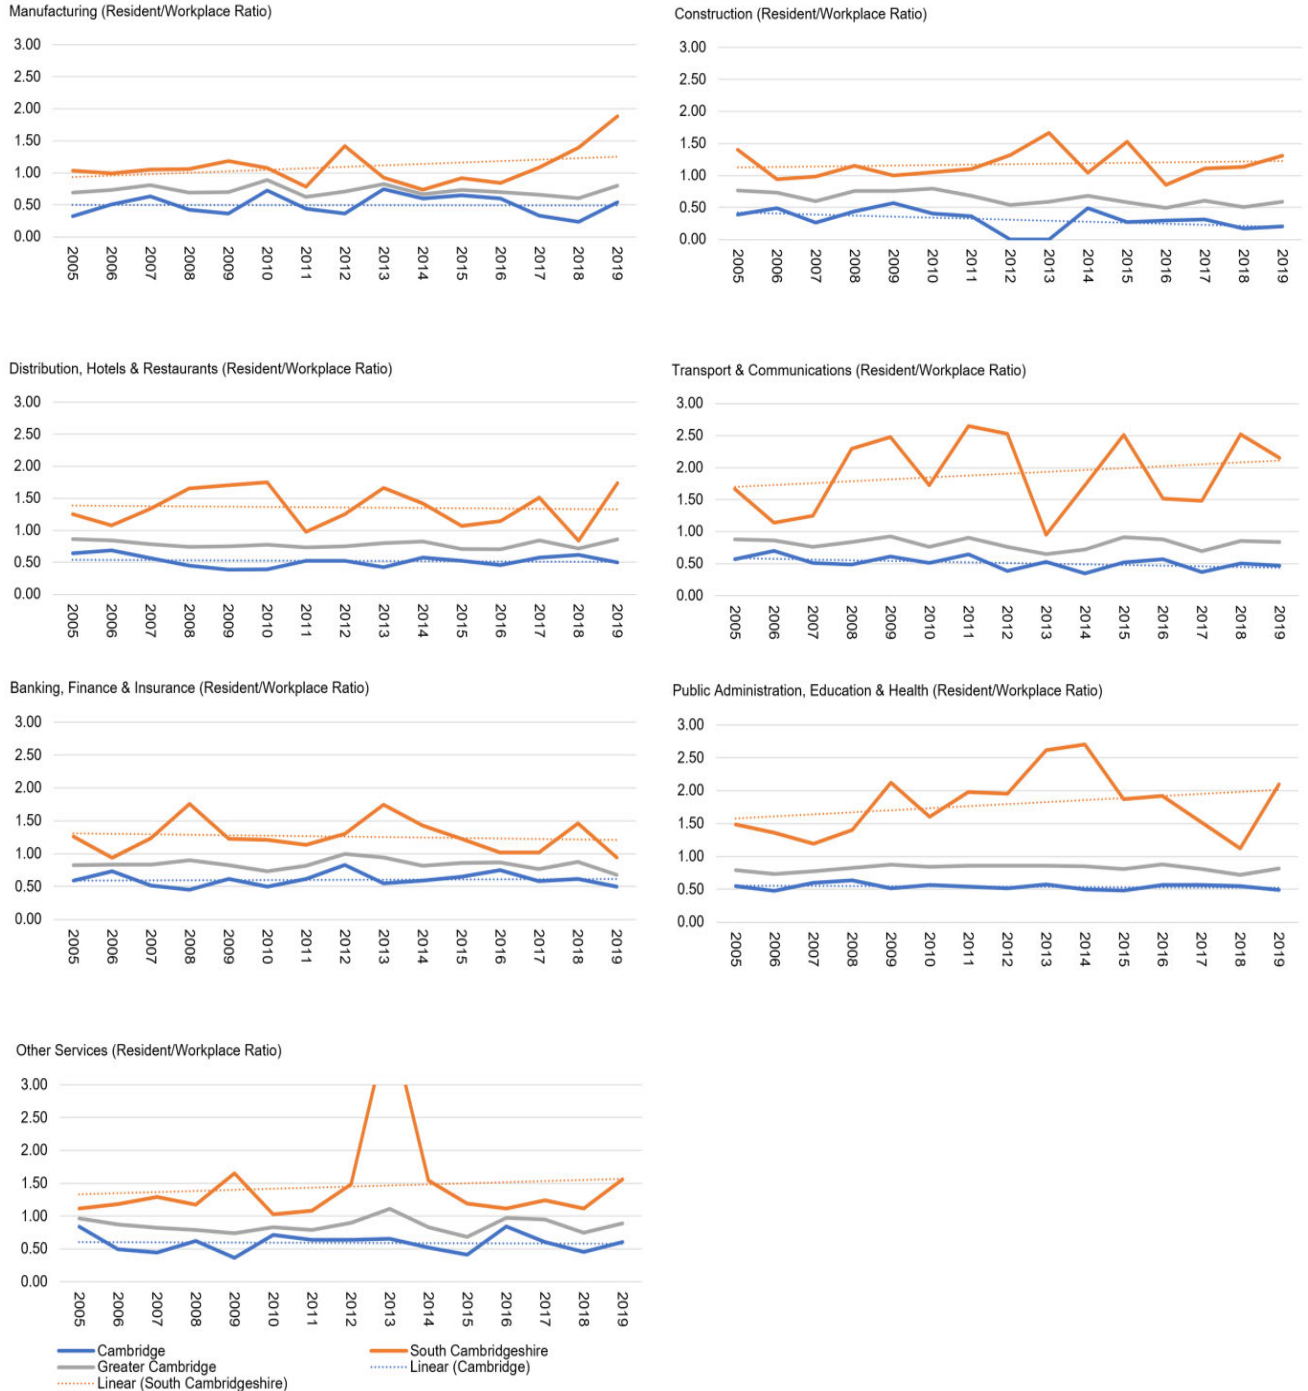 Manufacturing (Resident/Workplace Ratio)
3.00
2.50
2.00
1.50
1.00
0.50
0.00
2005 2006 2007 2008 2009 2010 2011 2012 2013 2014 2015 2016 2017 2018 2019
Construction (Resident/Workplace Ratio)
3.00
2.50
2.00
1.50
1.00
0.50
0.00
2005 2006 2007 2008 2009 2010 2011 2012 2013 2014 2015 2016 2017 2018 2019
Distribution, Hotels & Restaurants (Resident/Workplace Ratio)
3.00
2.50
2.00
1.50
1.00
0.50
0.00
2005 2006 2007 2008 2009 2010 2011 2012 2013 2014 2015 2016 2017 2018 2019
Transport & Communications (Resident/Workplace Ratio)
3.00
2.50
2.00
1.50
1.00
0.50
0.00
2005 2006 2007 2008 2009 2010 2011 2012 2013 2014 2015 2016 2017 2018 2019
Banking, Finance & Insurance (Resident/Workplace Ratio)
3.00
2.50
2.00
1.50
1.00
0.50
0.00
2005 2006 2007 2008 2009 2010 2011 2012 2013 2014 2015 2016 2017 2018 2019
Public Administration, Education & Health (Resident/Workplace Ratio)
3.00
2.50
2.00
1.50
1.00
0.50
0.00
2005 2006 2007 2008 2009 2010 2011 2012 2013 2014 2015 2016 2017 2018 2019
Other Services (Resident/Workplace Ratio)
3.00
2.50
2.00
1.50
1.00
0.50
0.00
2005 2006 2007 2008 2009 2010 2011 2012 2013 2014 2015 2016 2017 2018 2019
Cambridge
South Cambridgeshire
Greater Cambridge
Linear (Cambridge)
Linear (South Cambridgeshire)